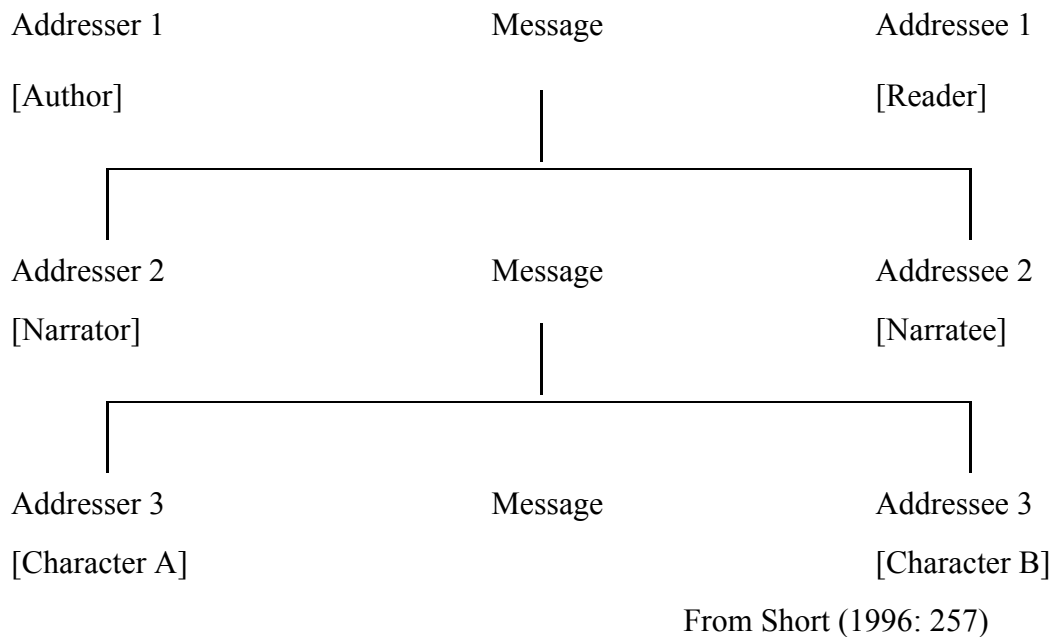 Addresser 1 Message Addressee 1
[Author] [Reader]
Addresser 2 Message Addressee 2
[Narrator] [Narratee]
Addresser 3 Message Addressee 3
[Character A] [Character B]
From Short (1996: 257)